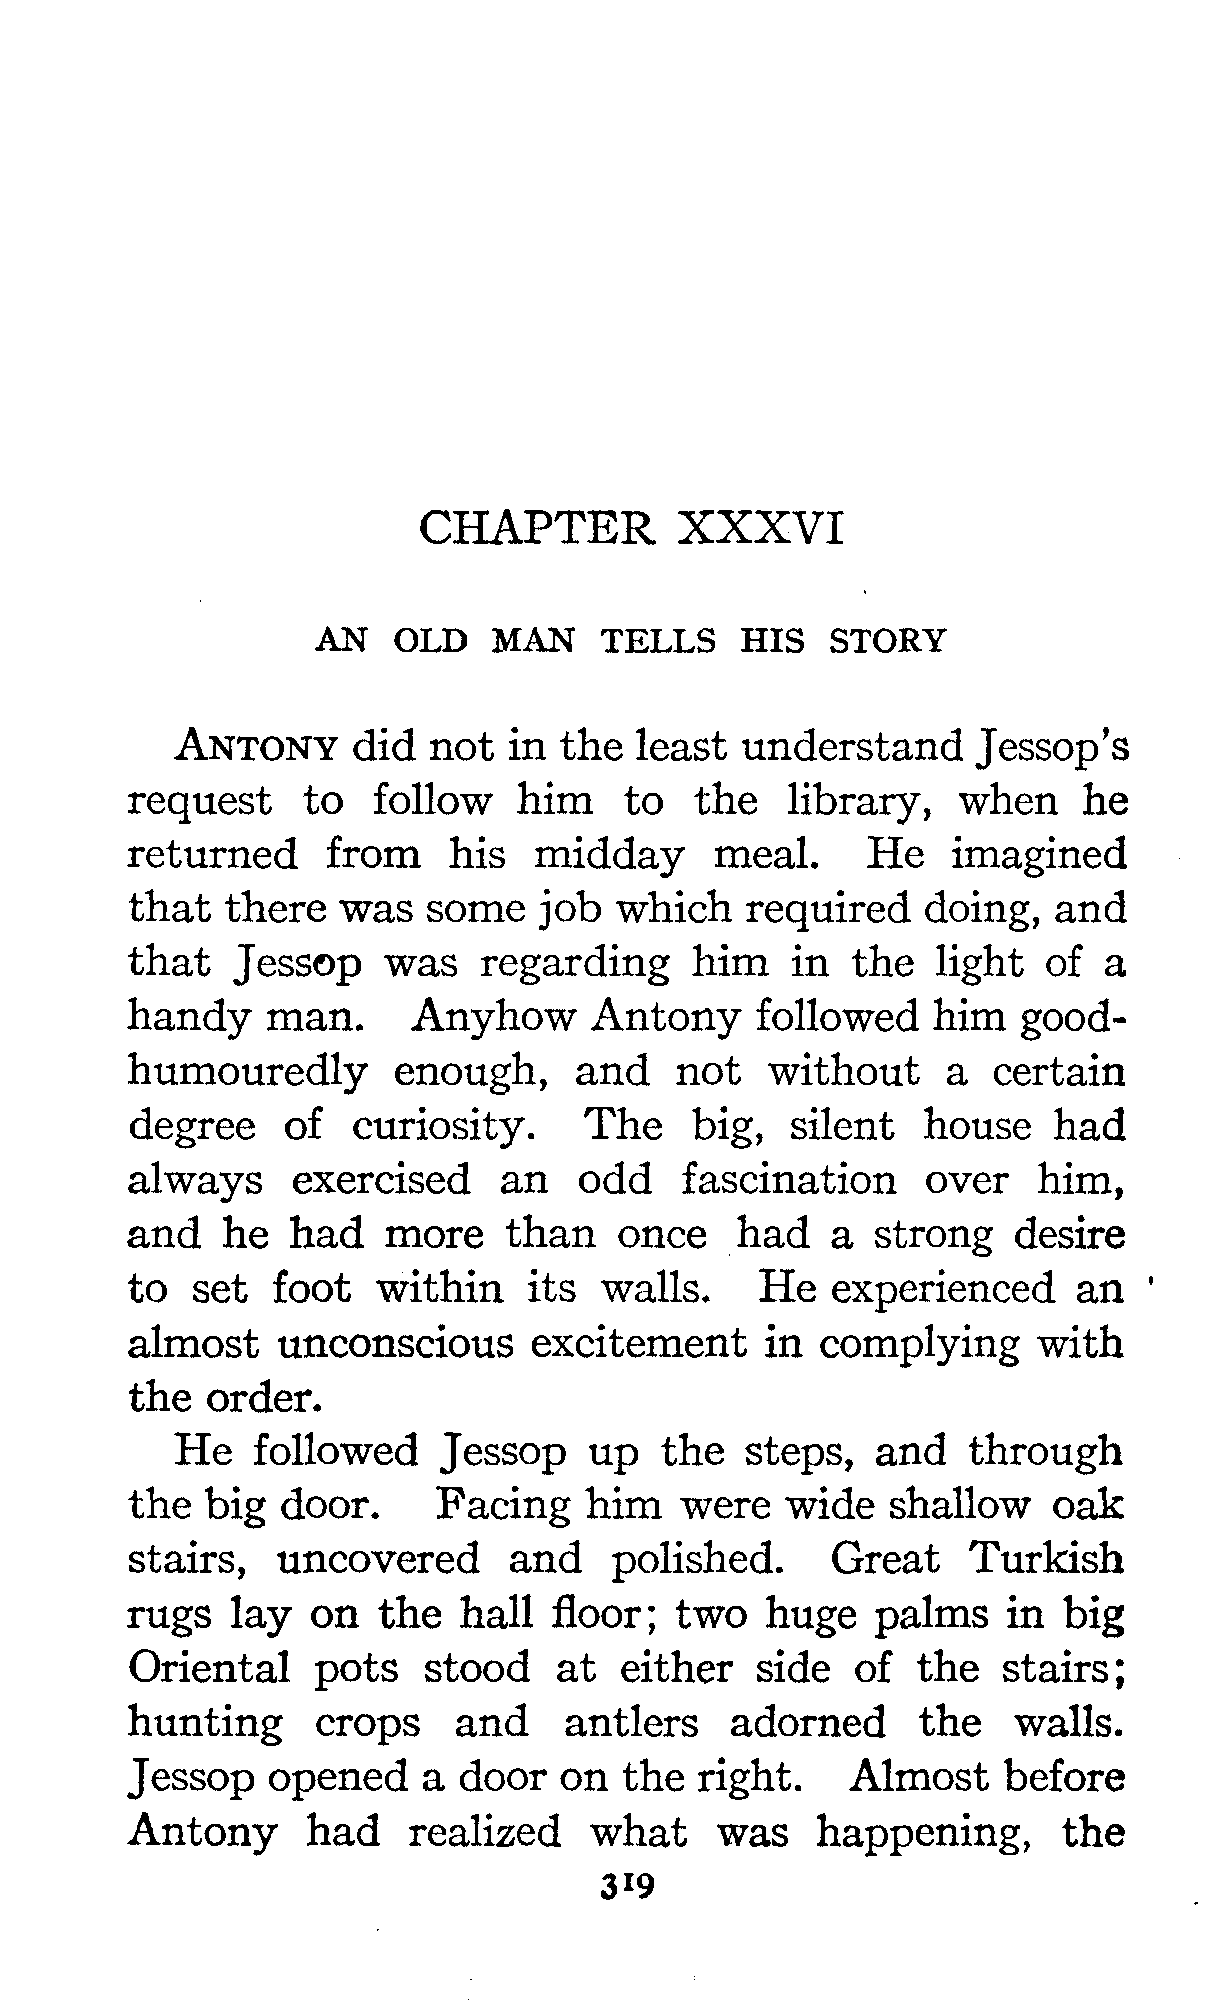 CHAPTER XXXVI
AN OLD MAN TELLS HIS STORY
ANTONY did not in the least understand Jessop's
request to follow him to the library, when he
returned from his midday meal. He imagined
that there was some job which required doing, and
that Jessop was regarding him in the light of a
handy man. Anyhow Antony followed him good-
humouredly enough, and not without a certain
degree of curiosity. The big, silent house had
always exercised an odd fascination over him,
and he had more than once had a strong desire
to set foot within its walls. He experienced an
almost unconscious excitement in complying with
the order.
He followed Jessop up the steps, and through
the big door. Facing him were wide shallow oak
stairs, uncovered and polished. Great Turkish
rugs lay on the hall floor; two huge palms in big
Oriental pots stood at either side of the stairs;
hunting crops and antlers adorned the walls.
Jessop opened a door on the right. Almost before
Antony had realized what was happening, the
319